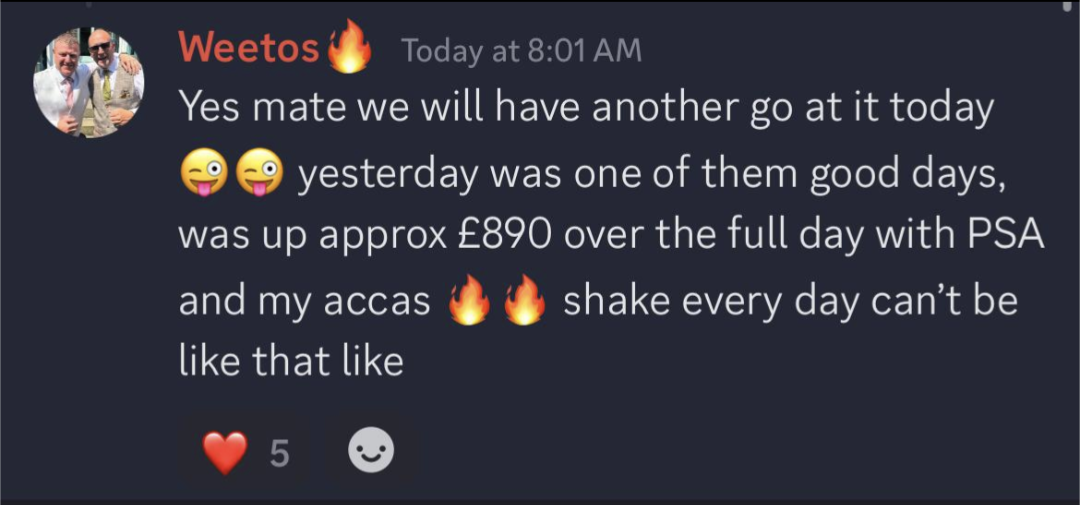 Weetos🔥 Today at 8:01 AM
Yes mate we will have another go at it today
😜😜 yesterday was one of them good days,
was up approx £890 over the full day with PSA
and my accas 🔥🔥 shake every day can't be
like that like
❤️ 5